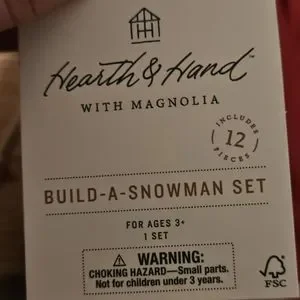 Hearth & Hand™
WITH MAGNOLIA
INCLUDES
12
PIECES
BUILD-A-SNOWMAN SET
FOR AGES 3+
1 SET
⚠ WARNING:
CHOKING HAZARD—Small parts.
Not for children under 3 years.
FSC